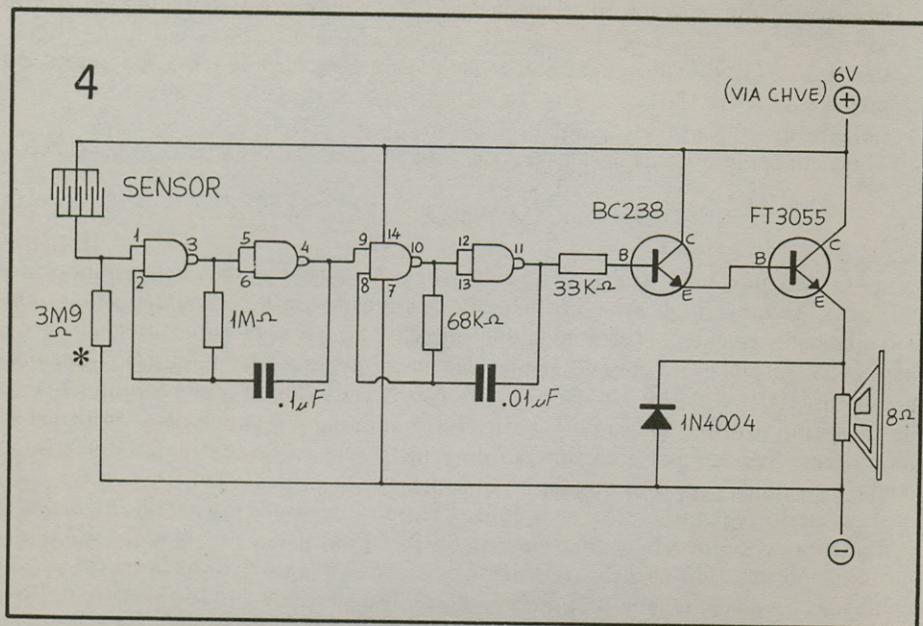 4
6V
(VIA CHVE)
+
SENSOR
BC238
FT3055
1
2
3
5
6
4
9
8
14
7
10
12
13
11
33KΩ
B
C
E
B
C
E
3M9
Ω
*
1MΩ
68KΩ
.1µF
.01µF
1N4004
8Ω
−